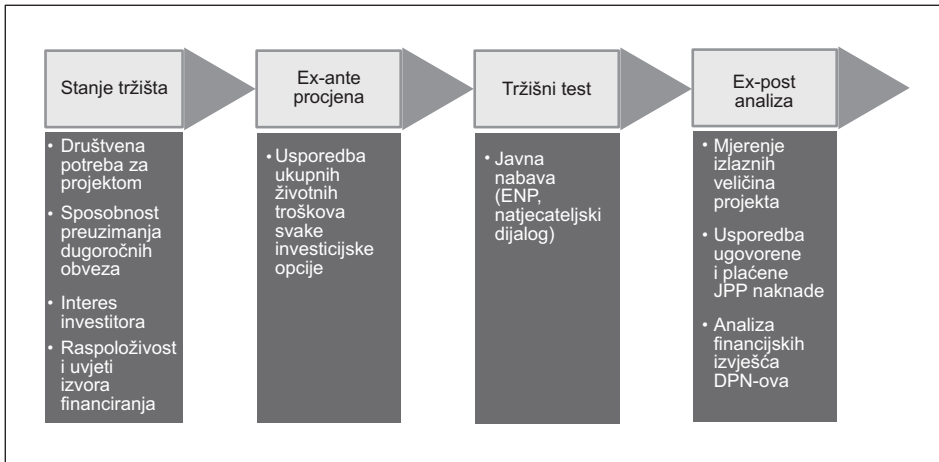 Stanje tržišta
• Društvena
potreba za
projektom
• Sposobnost
preuzimanja
dugoročnih
obveza
• Interes
investitora
• Raspoloživost
i uvjeti
izvora
financiranja
Ex-ante
procjena
• Usporedba
ukupnih
životnih
troškova
svake
investicijske
opcije
Tržišni test
• Javna
nabava
(ENP,
natjecateljski
dijalog)
Ex-post
analiza
• Mjerenje
izlaznih
veličina
projekta
• Usporedba
ugovorene
i plaćene
JPP naknade
• Analiza
financijskih
izvješća
DPN-ova